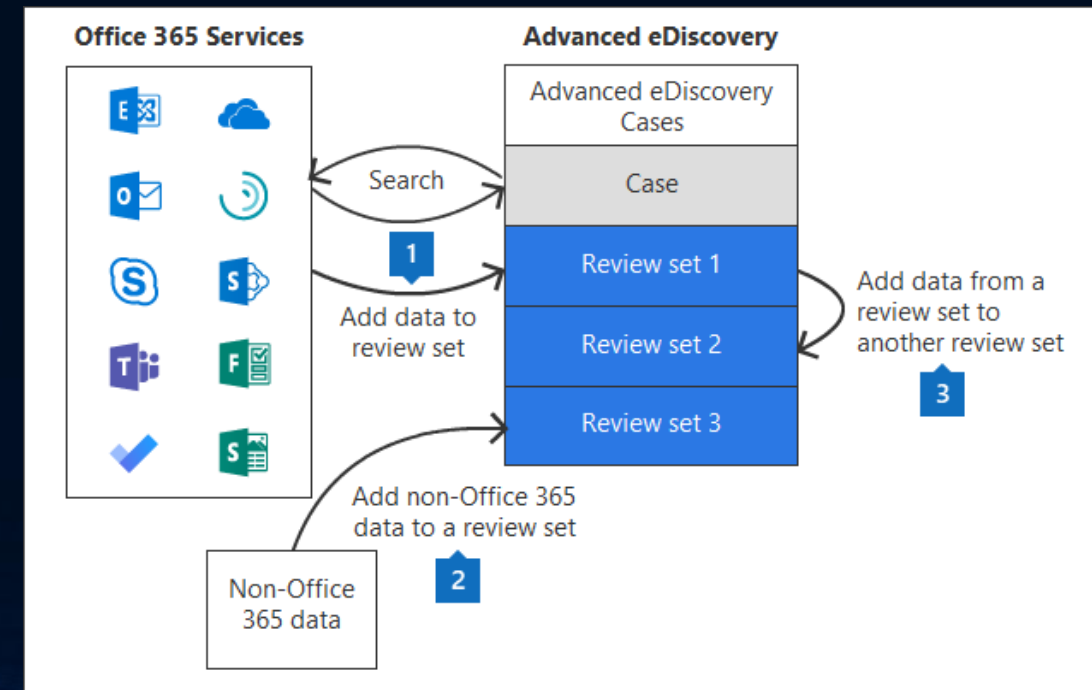 Office 365 Services
Advanced eDiscovery
Advanced eDiscovery
Cases
E
O
S
S
T
F
S
Search
Case
1
Add data to
review set
Review set 1
Review set 2
Review set 3
Add data from a
review set to
another review set
3
Add non-Office 365
data to a review set
2
Non-Office
365 data